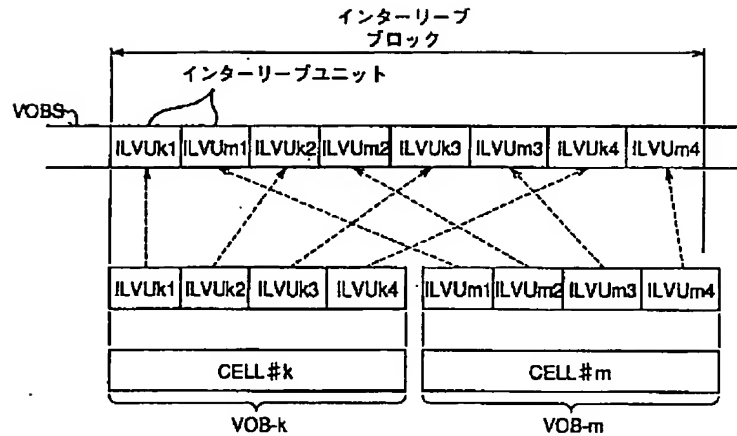 インターリーブ
ブロック
インターリーブユニット
VOBS
ILVUk1 ILVUm1 ILVUk2 ILVUm2 ILVUk3 ILVUm3 ILVUk4 ILVUm4
ILVUk1 ILVUk2 ILVUk3 ILVUk4 ILVUm1 ILVUm2 ILVUm3 ILVUm4
CELL#k CELL#m
VOB-k VOB-m